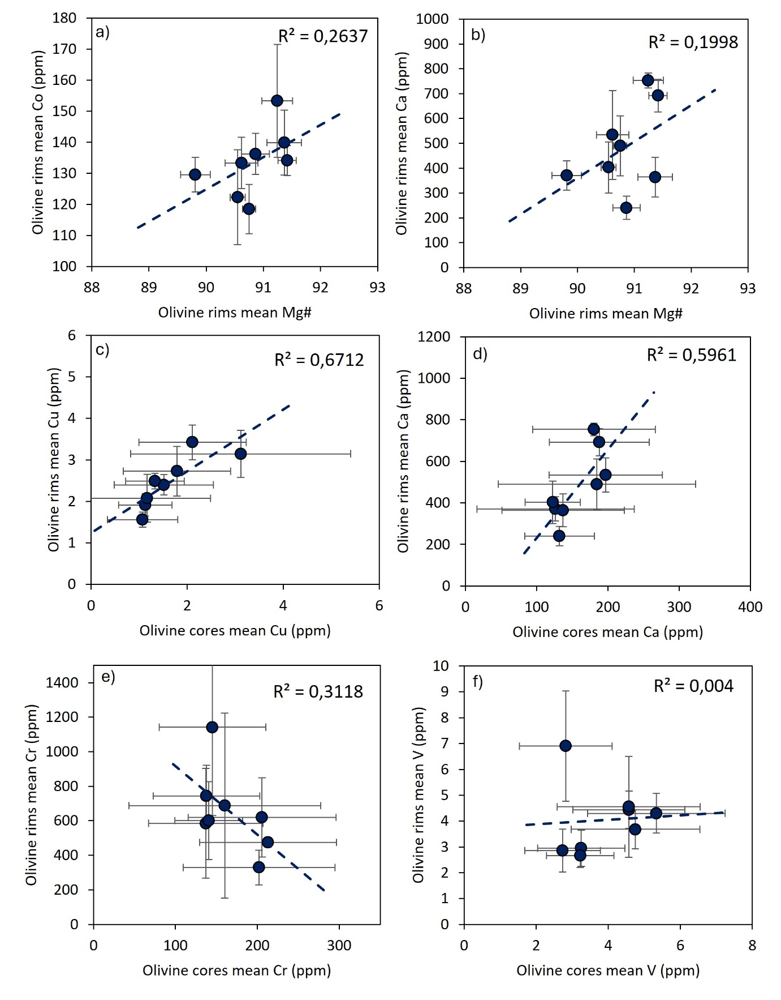 a)
R² = 0,2637
180
170
160
150
140
130
120
110
100
88 89 90 91 92 93
Olivine rims mean Co (ppm)
Olivine rims mean Mg#
b)
R² = 0,1998
1000
900
800
700
600
500
400
300
200
100
0
88 89 90 91 92 93
Olivine rims mean Ca (ppm)
Olivine rims mean Mg#
c)
R² = 0,6712
6
5
4
3
2
1
0
0 2 4 6
Olivine rims mean Cu (ppm)
Olivine cores mean Cu (ppm)
d)
R² = 0,5961
1200
1000
800
600
400
200
0
0 100 200 300 400
Olivine rims mean Ca (ppm)
Olivine cores mean Ca (ppm)
e)
R² = 0,3118
1400
1200
1000
800
600
400
200
0
0 100 200 300
Olivine rims mean Cr (ppm)
Olivine cores mean Cr (ppm)
f)
R² = 0,004
10
9
8
7
6
5
4
3
2
1
0
0 2 4 6 8
Olivine rims mean V (ppm)
Olivine cores mean V (ppm)